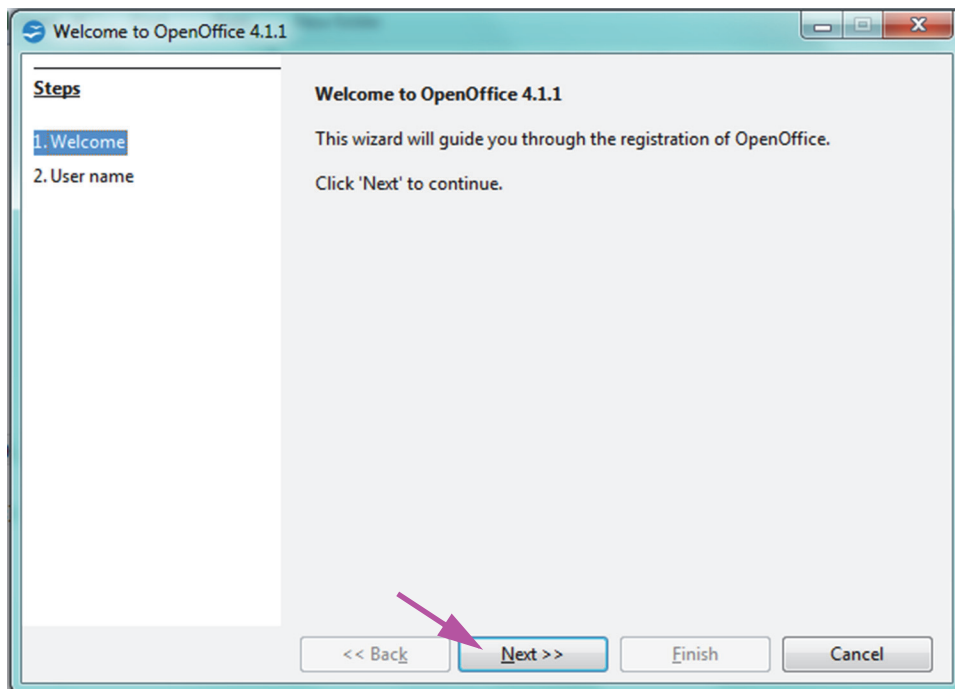 Welcome to OpenOffice 4.1.1
Steps
1. Welcome
2. User name
Welcome to OpenOffice 4.1.1
This wizard will guide you through the registration of OpenOffice.
Click 'Next' to continue.
<< Back
Next >>
Finish
Cancel